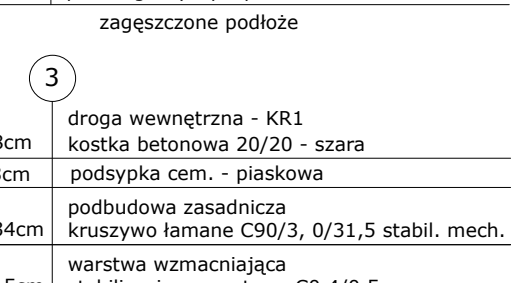 zagęszczone podłoże
3
droga wewnętrzna - KR1
kostka betonowa 20/20 - szara
podsypka cem. - piaskowa
podbudowa zasadnicza
kruszywo łamane C90/3, 0/31,5 stabil. mech.
warstwa wzmacniająca